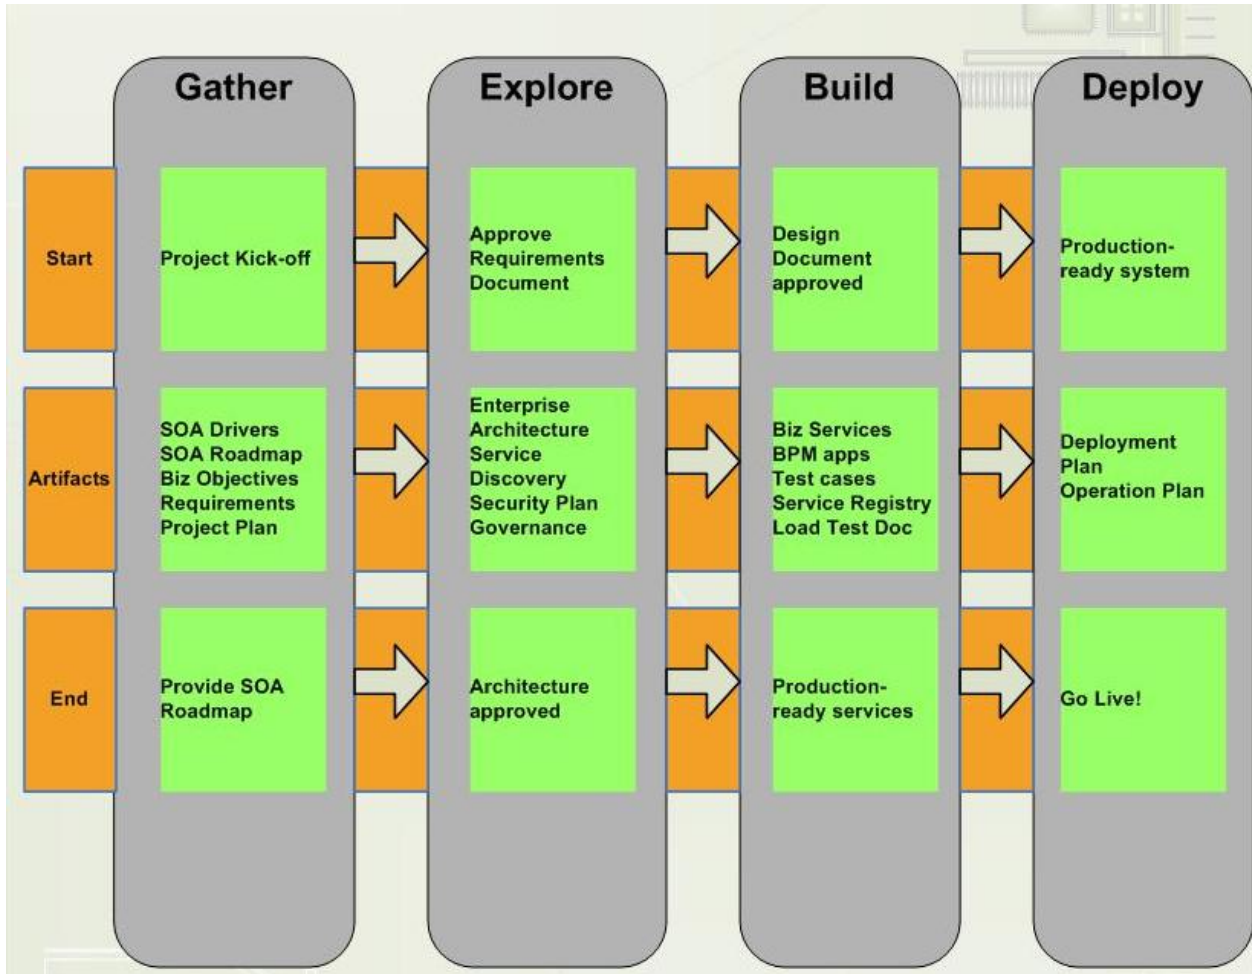 Gather
Explore
Build
Deploy
Start
Project Kick-off
Approve
Requirements
Document
Design
Document
approved
Production-
ready system
Artifacts
SOA Drivers
SOA Roadmap
Biz Objectives
Requirements
Project Plan
Enterprise
Architecture
Service
Discovery
Security Plan
Governance
Biz Services
BPM apps
Test cases
Service Registry
Load Test Doc
Deployment
Plan
Operation Plan
End
Provide SOA
Roadmap
Architecture
approved
Production-
ready services
Go Live!